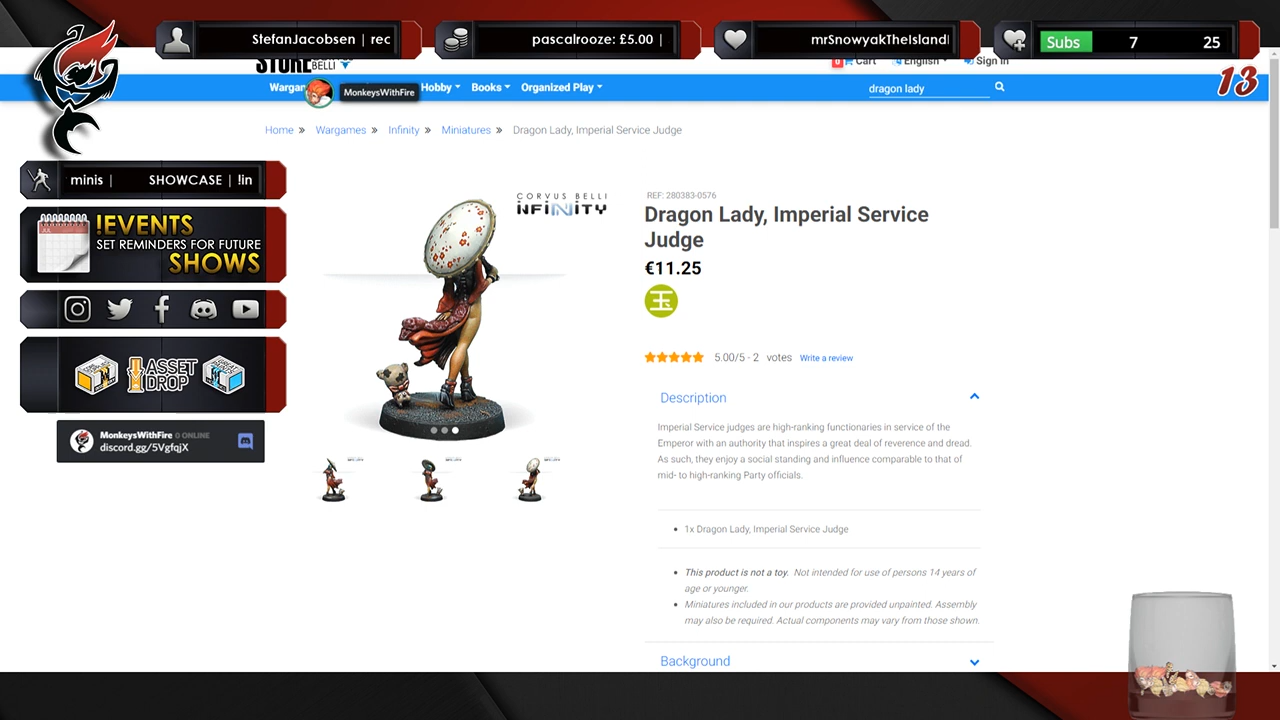 StefanJacobsen | rec
pascalrooze: £5.00 |
mrSnowyakTheIsland
Subs 7 25
STORE
BELLI
Cart
English
Sign in
13
Wargam
MonkeysWithFire
Hobby
Books
Organized Play
dragon lady
Home » Wargames » Infinity » Miniatures » Dragon Lady, Imperial Service Judge
minis | SHOWCASE | !in
!EVENTS
SET REMINDERS FOR FUTURE
SHOWS
ASSET
DROP
MonkeysWithFire 0 ONLINE
discord.gg/5VgfqjX
CORVUS BELLI
INFINITY
REF: 280383-0576
Dragon Lady, Imperial Service
Judge
€11.25
玉
5.00/5 - 2 votes Write a review
Description
Imperial Service judges are high-ranking functionaries in service of the
Emperor with an authority that inspires a great deal of reverence and dread.
As such, they enjoy a social standing and influence comparable to that of
mid- to high-ranking Party officials.
1x Dragon Lady, Imperial Service Judge
This product is not a toy. Not intended for use of persons 14 years of
age or younger.
Miniatures included in our products are provided unpainted. Assembly
may also be required. Actual components may vary from those shown.
Background